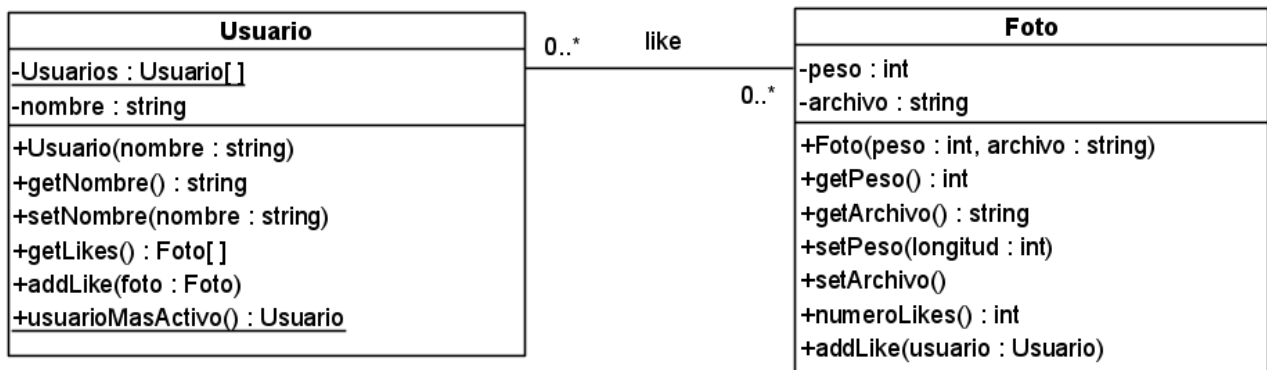 Usuario
-Usuarios : Usuario[ ]
-nombre : string
+Usuario(nombre : string)
+getNombre() : string
+setNombre(nombre : string)
+getLikes() : Foto[ ]
+addLike(foto : Foto)
+usuarioMasActivo() : Usuario
0..* like
0..*
Foto
-peso : int
-archivo : string
+Foto(peso : int, archivo : string)
+getPeso() : int
+getArchivo() : string
+setPeso(longitud : int)
+setArchivo()
+numeroLikes() : int
+addLike(usuario : Usuario)